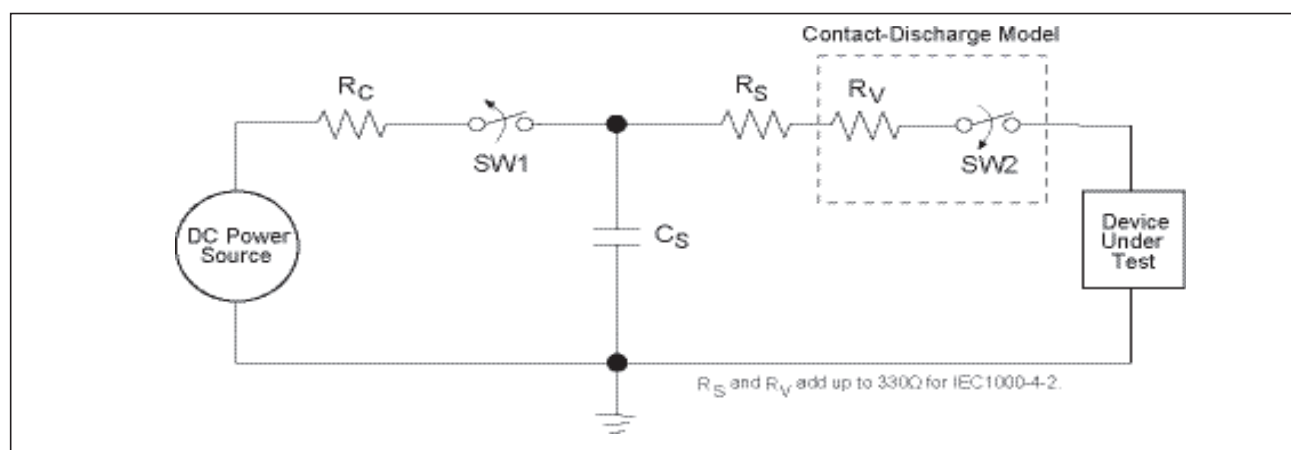 Contact-Discharge Model
RC
RS
RV
SW1
SW2
DC Power
Source
CS
Device
Under
Test
RS and RV add up to 330Ω for IEC1000-4-2.